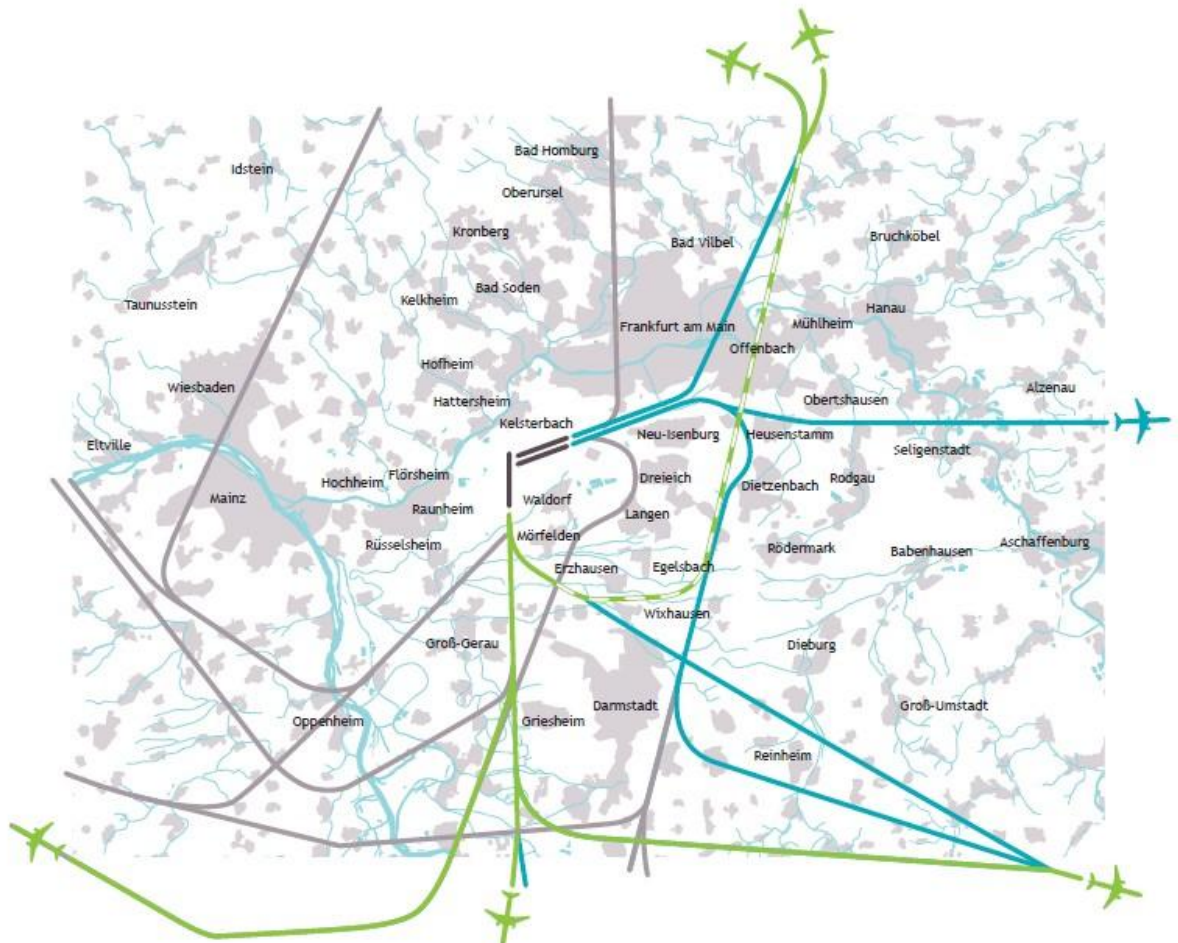 Bad Homburg
Idstein
Oberursel
Kronberg
Bad Vilbel
Bruchköbel
Taunusstein
Kelkheim
Bad Soden
Hanau
Frankfurt am Main
Mühlheim
Offenbach
Hofheim
Wiesbaden
Hattersheim
Obertshausen
Alzenau
Kelsterbach
Eltville
Neu-Isenburg
Heusenstamm
Seligenstadt
Hochheim
Flörsheim
Dreieich
Dietzenbach
Rodgau
Mainz
Raunheim
Waldorf
Langen
Rüsselsheim
Mörfelden
Rödermark
Babenhausen
Aschaffenburg
Erzhausen
Egelsbach
Wixhausen
Groß-Gerau
Dieburg
Oppenheim
Griesheim
Darmstadt
Groß-Umstadt
Reinheim